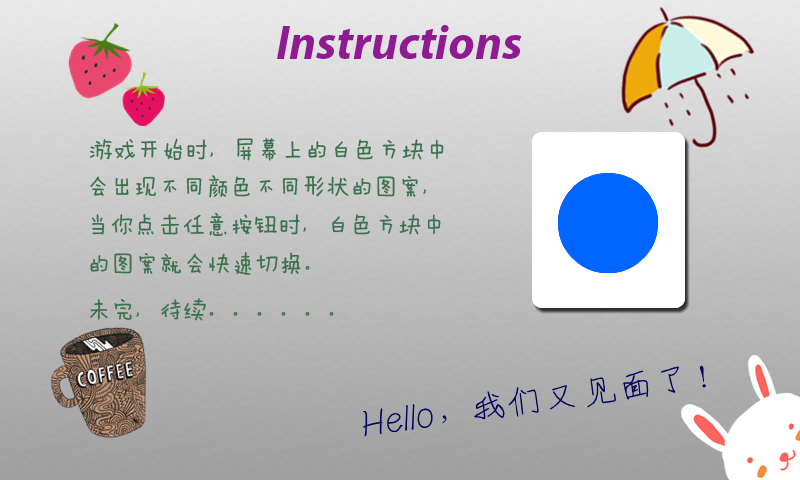 Instructions
游戏开始时，屏幕上的白色方块中
会出现不同颜色不同形状的图案，
当你点击任意按钮时，白色方块中
的图案就会快速切换。
未完，待续。。。。。。
COFFEE
Hello，我们又见面了！